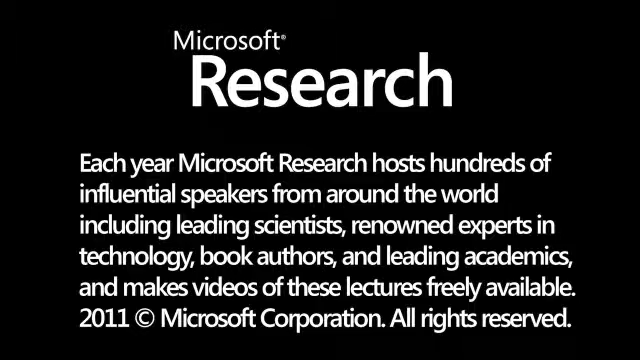 Microsoft®
Research
Each year Microsoft Research hosts hundreds of
influential speakers from around the world
including leading scientists, renowned experts in
technology, book authors, and leading academics,
and makes videos of these lectures freely available.
2011 © Microsoft Corporation. All rights reserved.